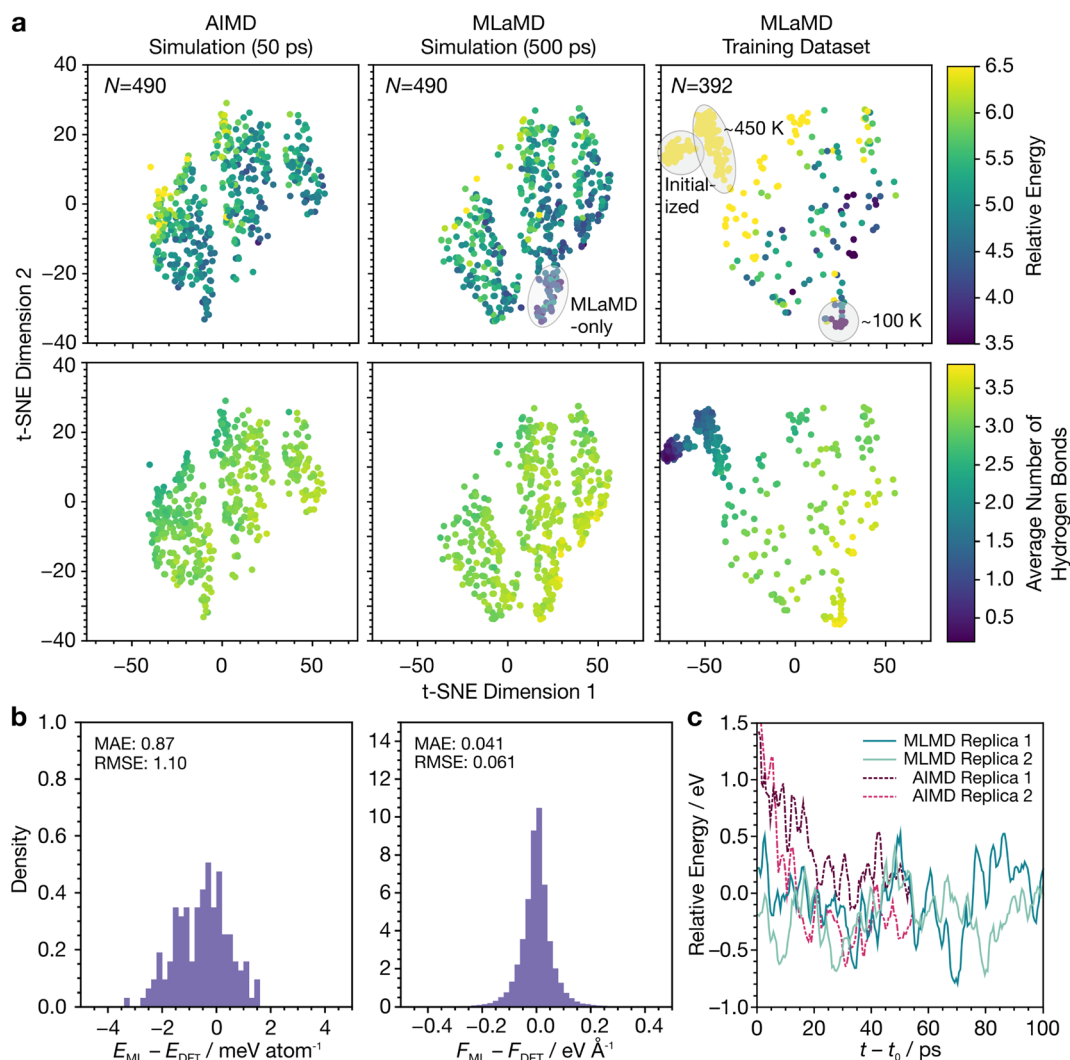 a
AIMD
Simulation (50 ps)
MLaMD
Simulation (500 ps)
MLaMD
Training Dataset
40
20
0
−20
−40
N=490
N=490
MLaMD
-only
N=392
~450 K
Initial-
ized
~100 K
6.5
6.0
5.5
5.0
4.5
4.0
3.5
Relative Energy
t-SNE Dimension 2
40
20
0
−20
−40
3.5
3.0
2.5
2.0
1.5
1.0
0.5
Average Number of
Hydrogen Bonds
−50 0 50
−50 0 50
−50 0 50
t-SNE Dimension 1
b
Density
1.0
0.8
0.6
0.4
0.2
0.0
MAE: 0.87
RMSE: 1.10
−4 −2 0 2 4
E_ML − E_DFT / meV atom⁻¹
14
12
10
8
6
4
2
0
MAE: 0.041
RMSE: 0.061
−0.4 −0.2 0.0 0.2 0.4
F_ML − F_DFT / eV Å⁻¹
c
Relative Energy / eV
1.5
1.0
0.5
0.0
−0.5
−1.0
MLMD Replica 1
MLMD Replica 2
AIMD Replica 1
AIMD Replica 2
0 20 40 60 80 100
t − t₀ / ps